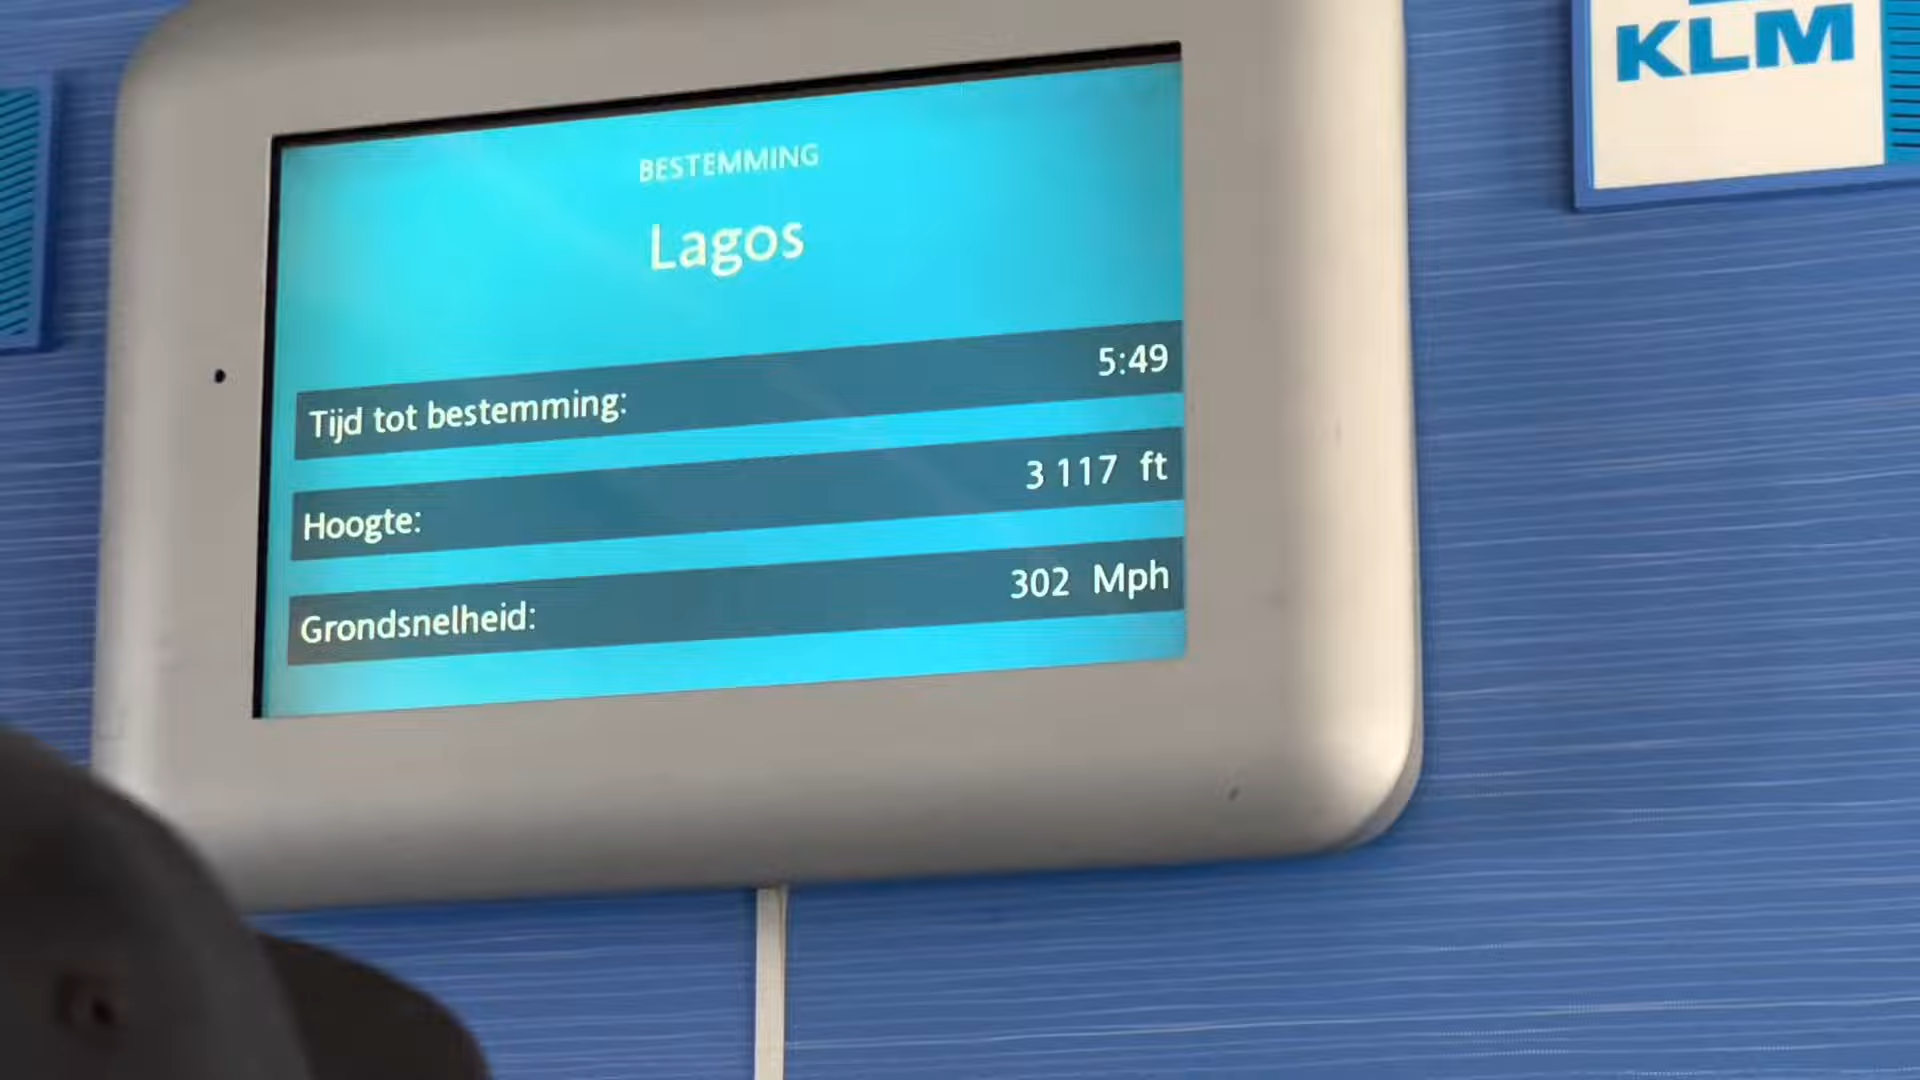 KLM
BESTEMMING
Lagos
Tijd tot bestemming: 5:49
Hoogte: 3 117 ft
Grondsnelheid: 302 Mph